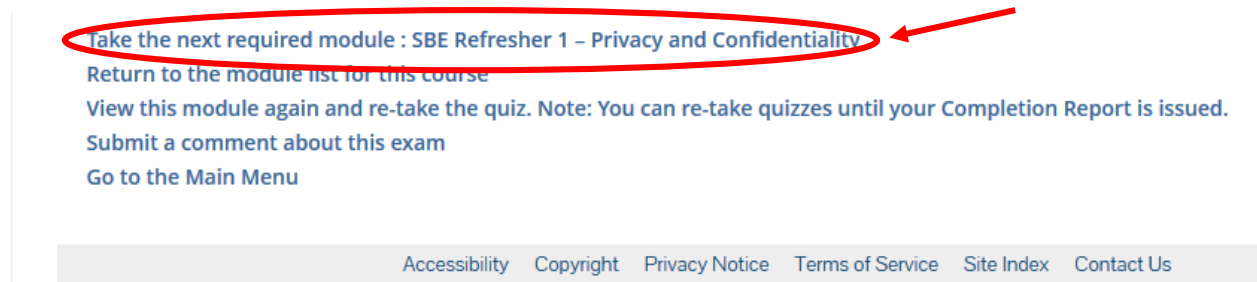 Take the next required module : SBE Refresher 1 – Privacy and Confidentiality
Return to the module list for this course
View this module again and re-take the quiz. Note: You can re-take quizzes until your Completion Report is issued.
Submit a comment about this exam
Go to the Main Menu
Accessibility Copyright Privacy Notice Terms of Service Site Index Contact Us